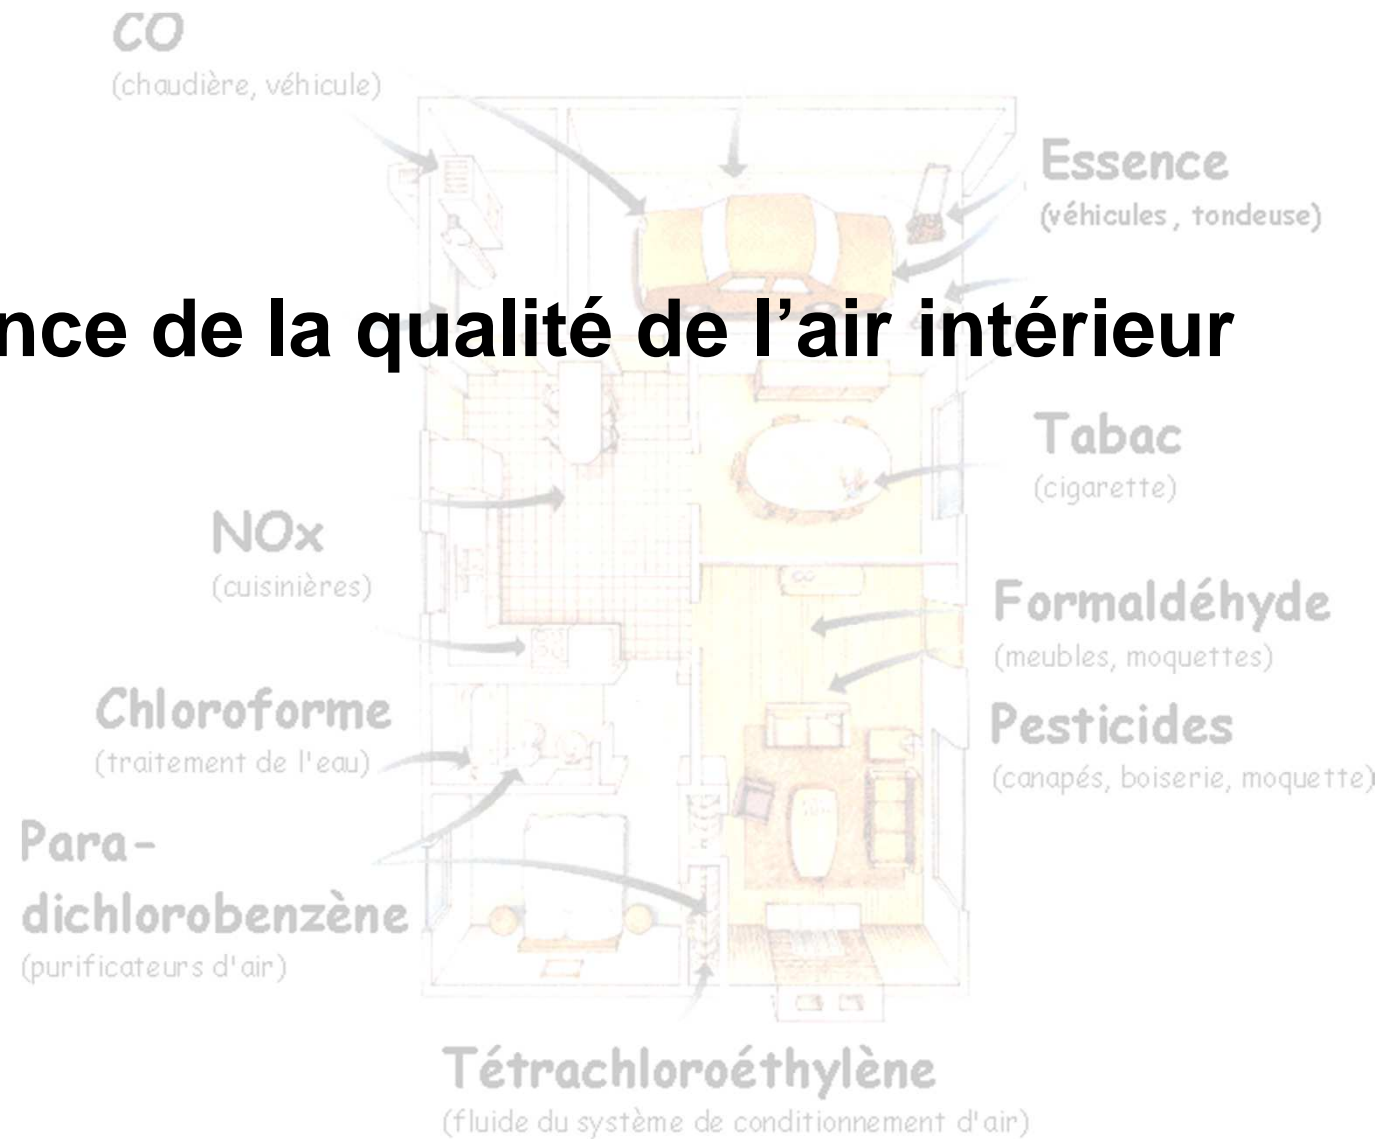 CO
(chaudière, véhicule)
Essence
(véhicules, tondeuse)
nce de la qualité de l’air intérieur
Tabac
(cigarette)
NOx
(cuisinières)
Formaldéhyde
(meubles, moquettes)
Chloroforme
(traitement de l'eau)
Pesticides
(canapés, boiserie, moquette)
Para-
dichlorobenzène
(purificateurs d'air)
Tétrachloroéthylène
(fluide du système de conditionnement d'air)